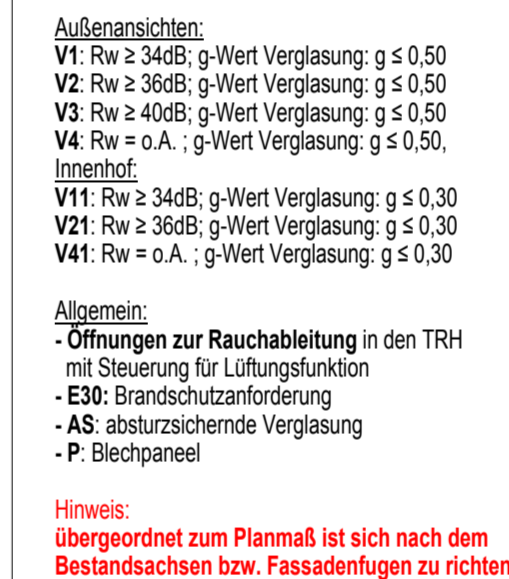 Außenansichten:
V1: Rw ≥ 34dB; g-Wert Verglasung: g ≤ 0,50
V2: Rw ≥ 36dB; g-Wert Verglasung: g ≤ 0,50
V3: Rw ≥ 40dB; g-Wert Verglasung: g ≤ 0,50
V4: Rw = o.A. ; g-Wert Verglasung: g ≤ 0,50,
Innenhof:
V11: Rw ≥ 34dB; g-Wert Verglasung: g ≤ 0,30
V21: Rw ≥ 36dB; g-Wert Verglasung: g ≤ 0,30
V41: Rw = o.A. ; g-Wert Verglasung: g ≤ 0,30
Allgemein:
- Öffnungen zur Rauchableitung in den TRH
mit Steuerung für Lüftungsfunktion
- E30: Brandschutzanforderung
- AS: absturzsichernde Verglasung
- P: Blechpaneel
Hinweis:
übergeordnet zum Planmaß ist sich nach dem
Bestandsachsen bzw. Fassadenfugen zu richten